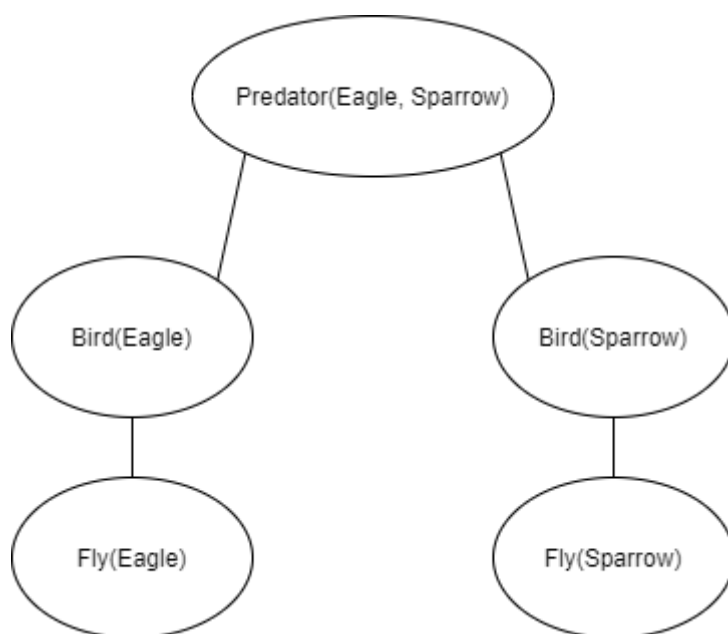 Predator(Eagle, Sparrow)
Bird(Eagle)
Bird(Sparrow)
Fly(Eagle)
Fly(Sparrow)